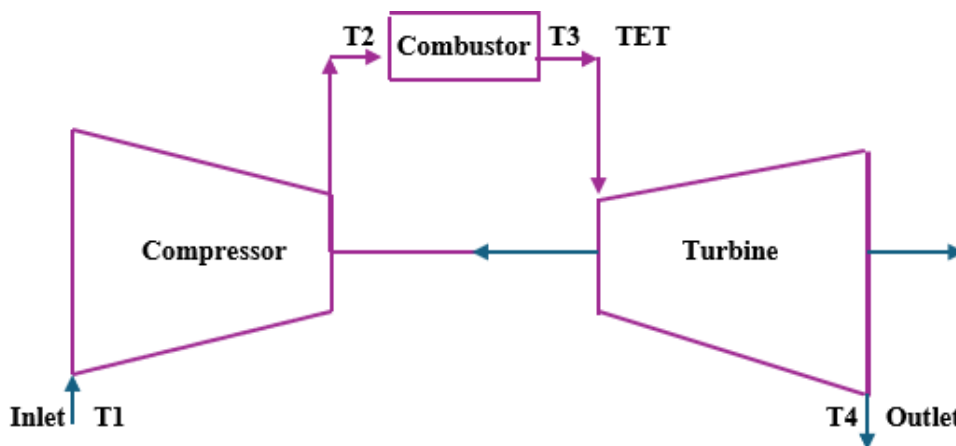 T2
Combustor
T3
TET
Compressor
Turbine
Inlet
T1
T4
Outlet